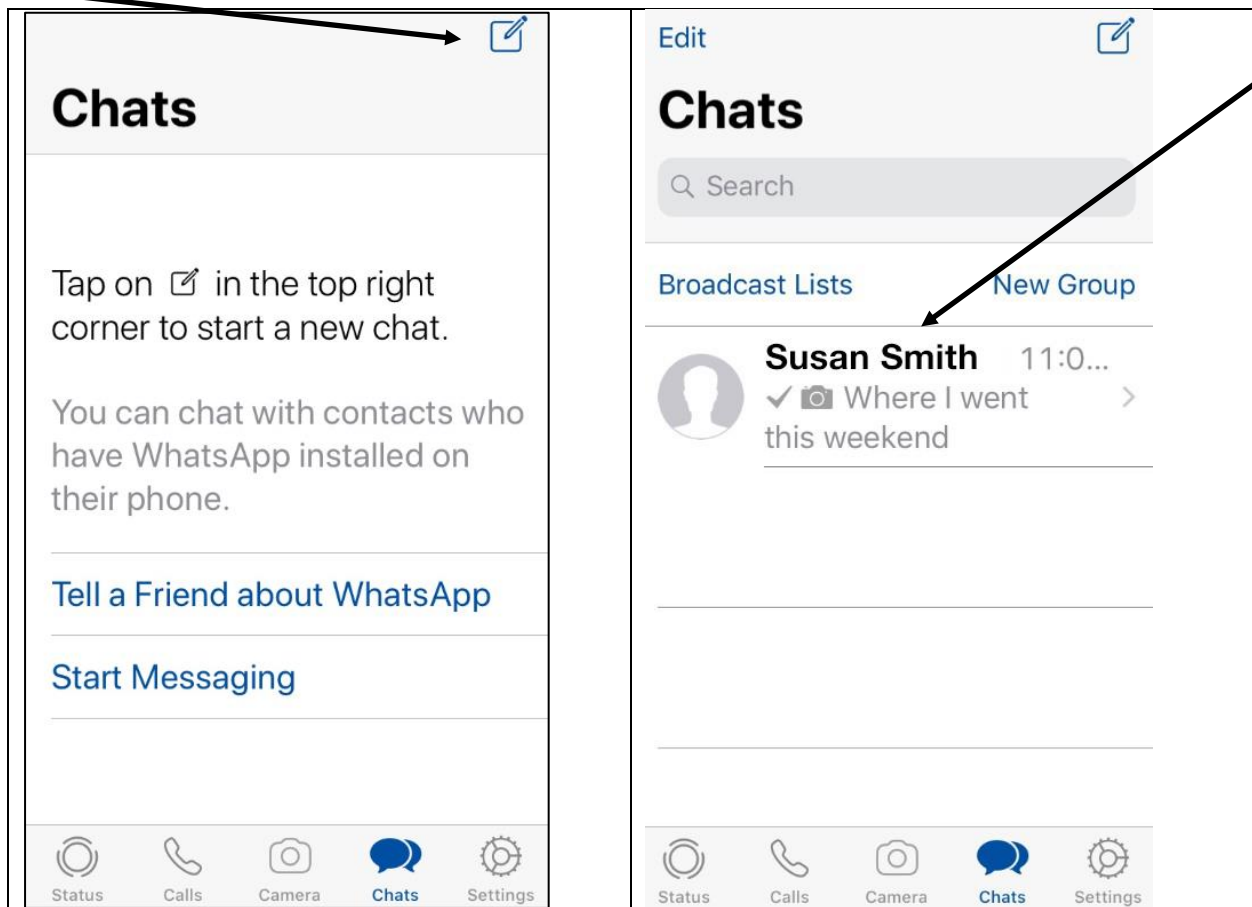 Chats
Tap on in the top right
corner to start a new chat.
You can chat with contacts who
have WhatsApp installed on
their phone.
Tell a Friend about WhatsApp
Start Messaging
Status Calls Camera Chats Settings
Edit
Chats
Search
Broadcast Lists New Group
Susan Smith 11:0...
Where I went
this weekend
Status Calls Camera Chats Settings